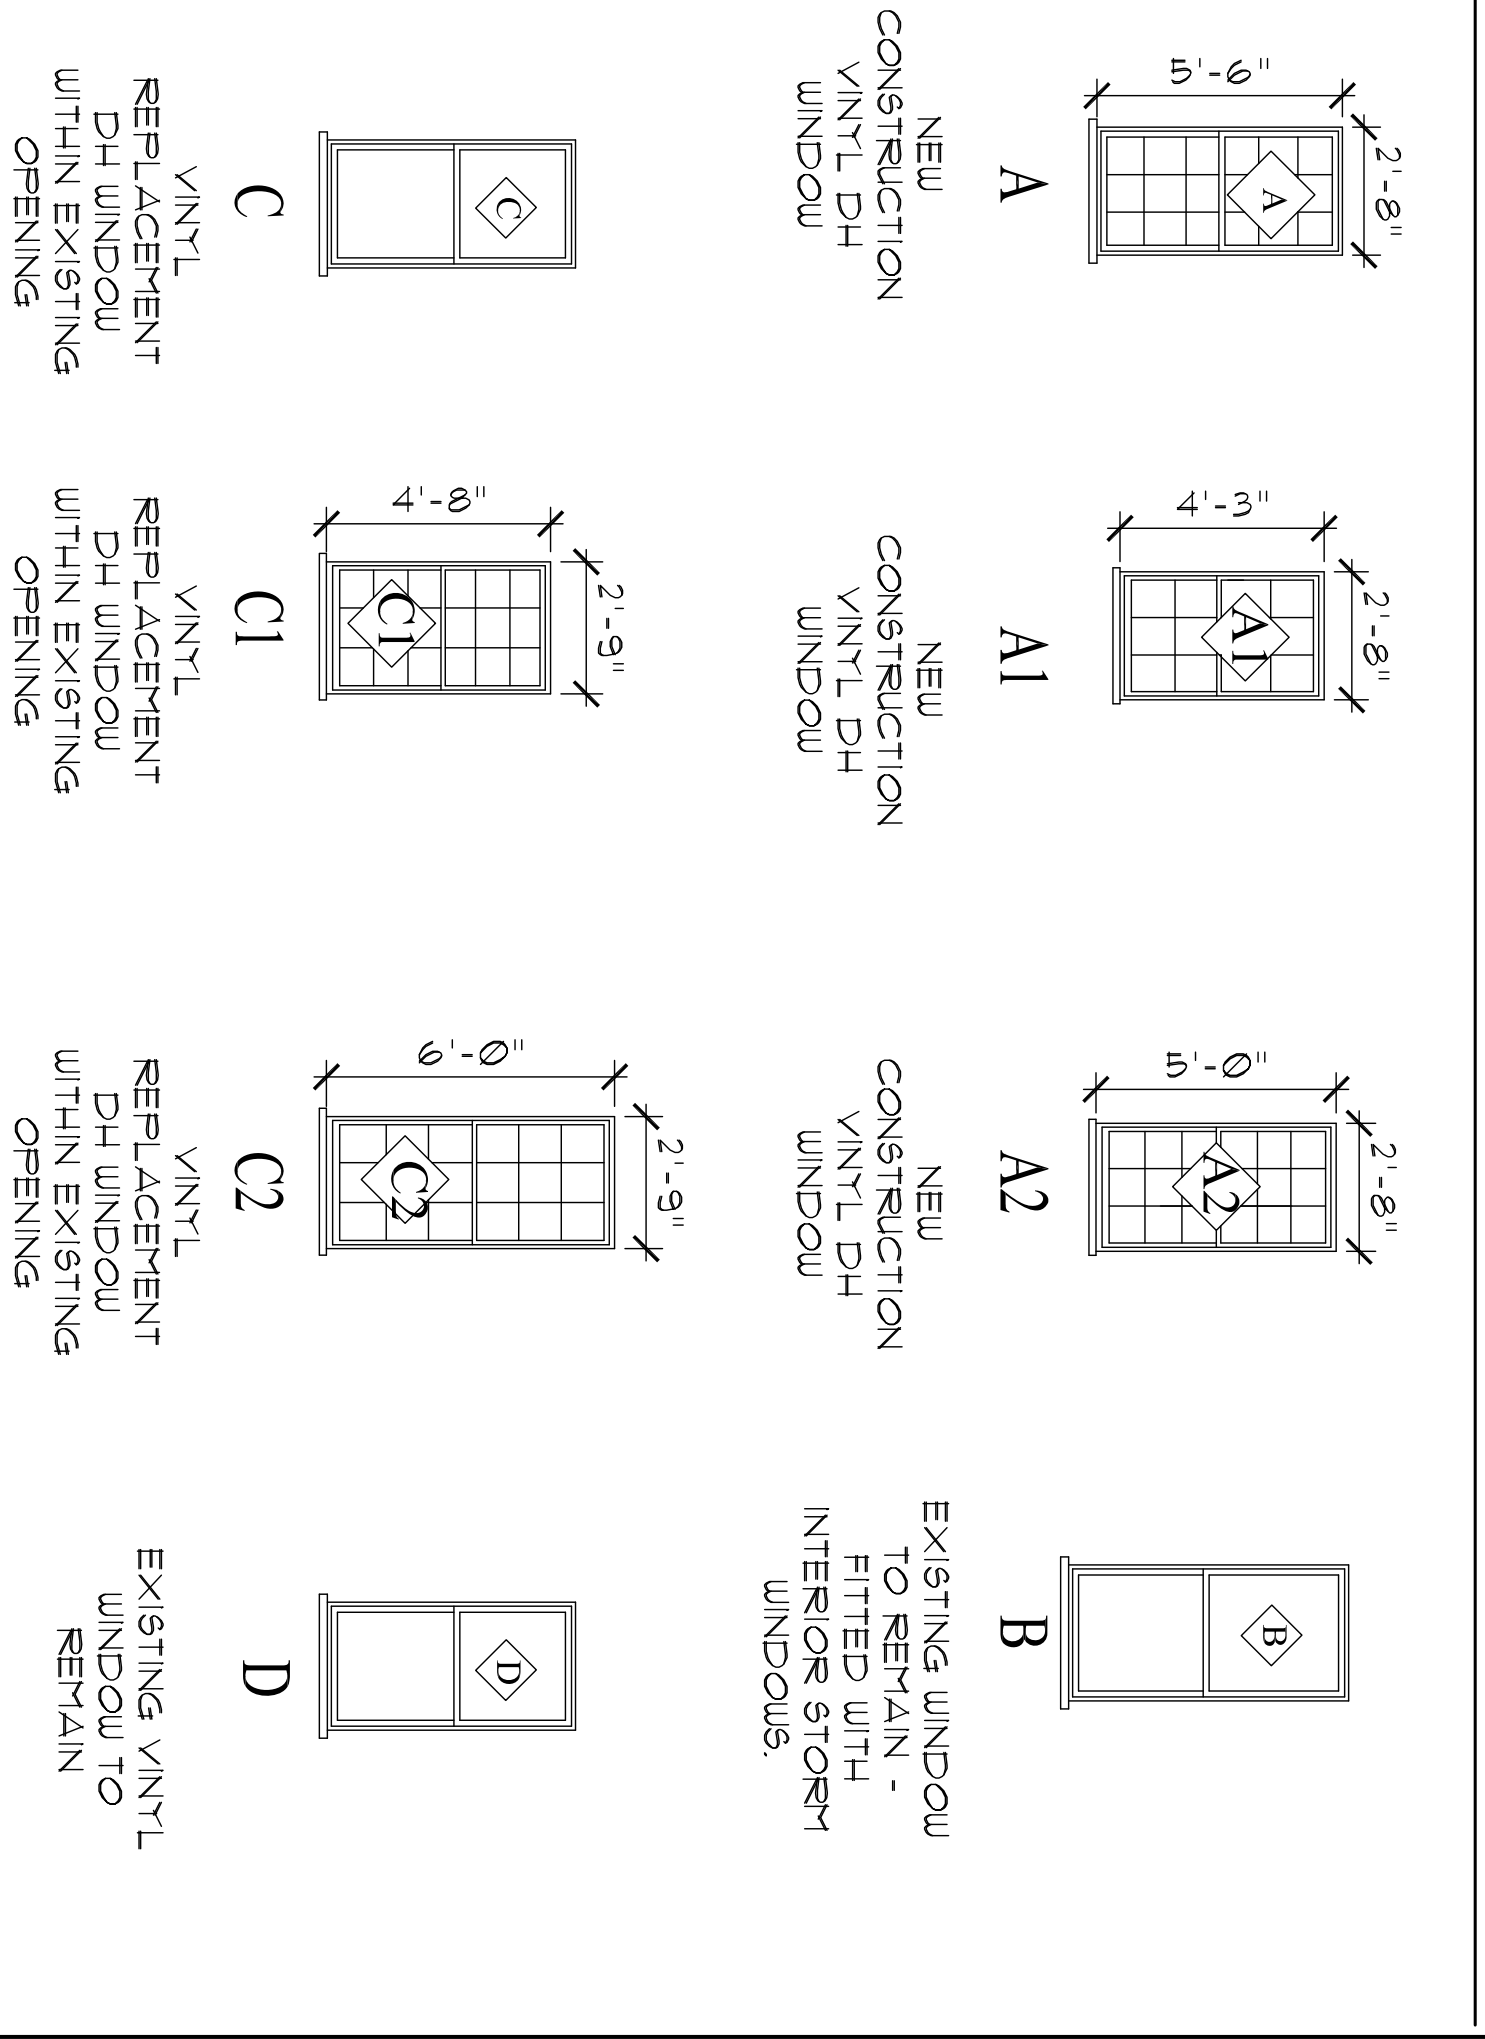 2'-8"
5'-6"
A
A
NEW
CONSTRUCTION
VINYL DH
WINDOW
2'-8"
4'-3"
A1
A1
NEW
CONSTRUCTION
VINYL DH
WINDOW
2'-8"
5'-0"
A2
A2
NEW
CONSTRUCTION
VINYL DH
WINDOW
B
B
EXISTING WINDOW
TO REMAIN -
FITTED WITH
INTERIOR STORM
WINDOWS.
C
C
VINYL
REPLACEMENT
DH WINDOW
WITHIN EXISTING
OPENING
2'-9"
4'-8"
C1
C1
VINYL
REPLACEMENT
DH WINDOW
WITHIN EXISTING
OPENING
2'-9"
6'-0"
C2
C2
VINYL
REPLACEMENT
DH WINDOW
WITHIN EXISTING
OPENING
D
D
EXISTING VINYL
WINDOW TO
REMAIN